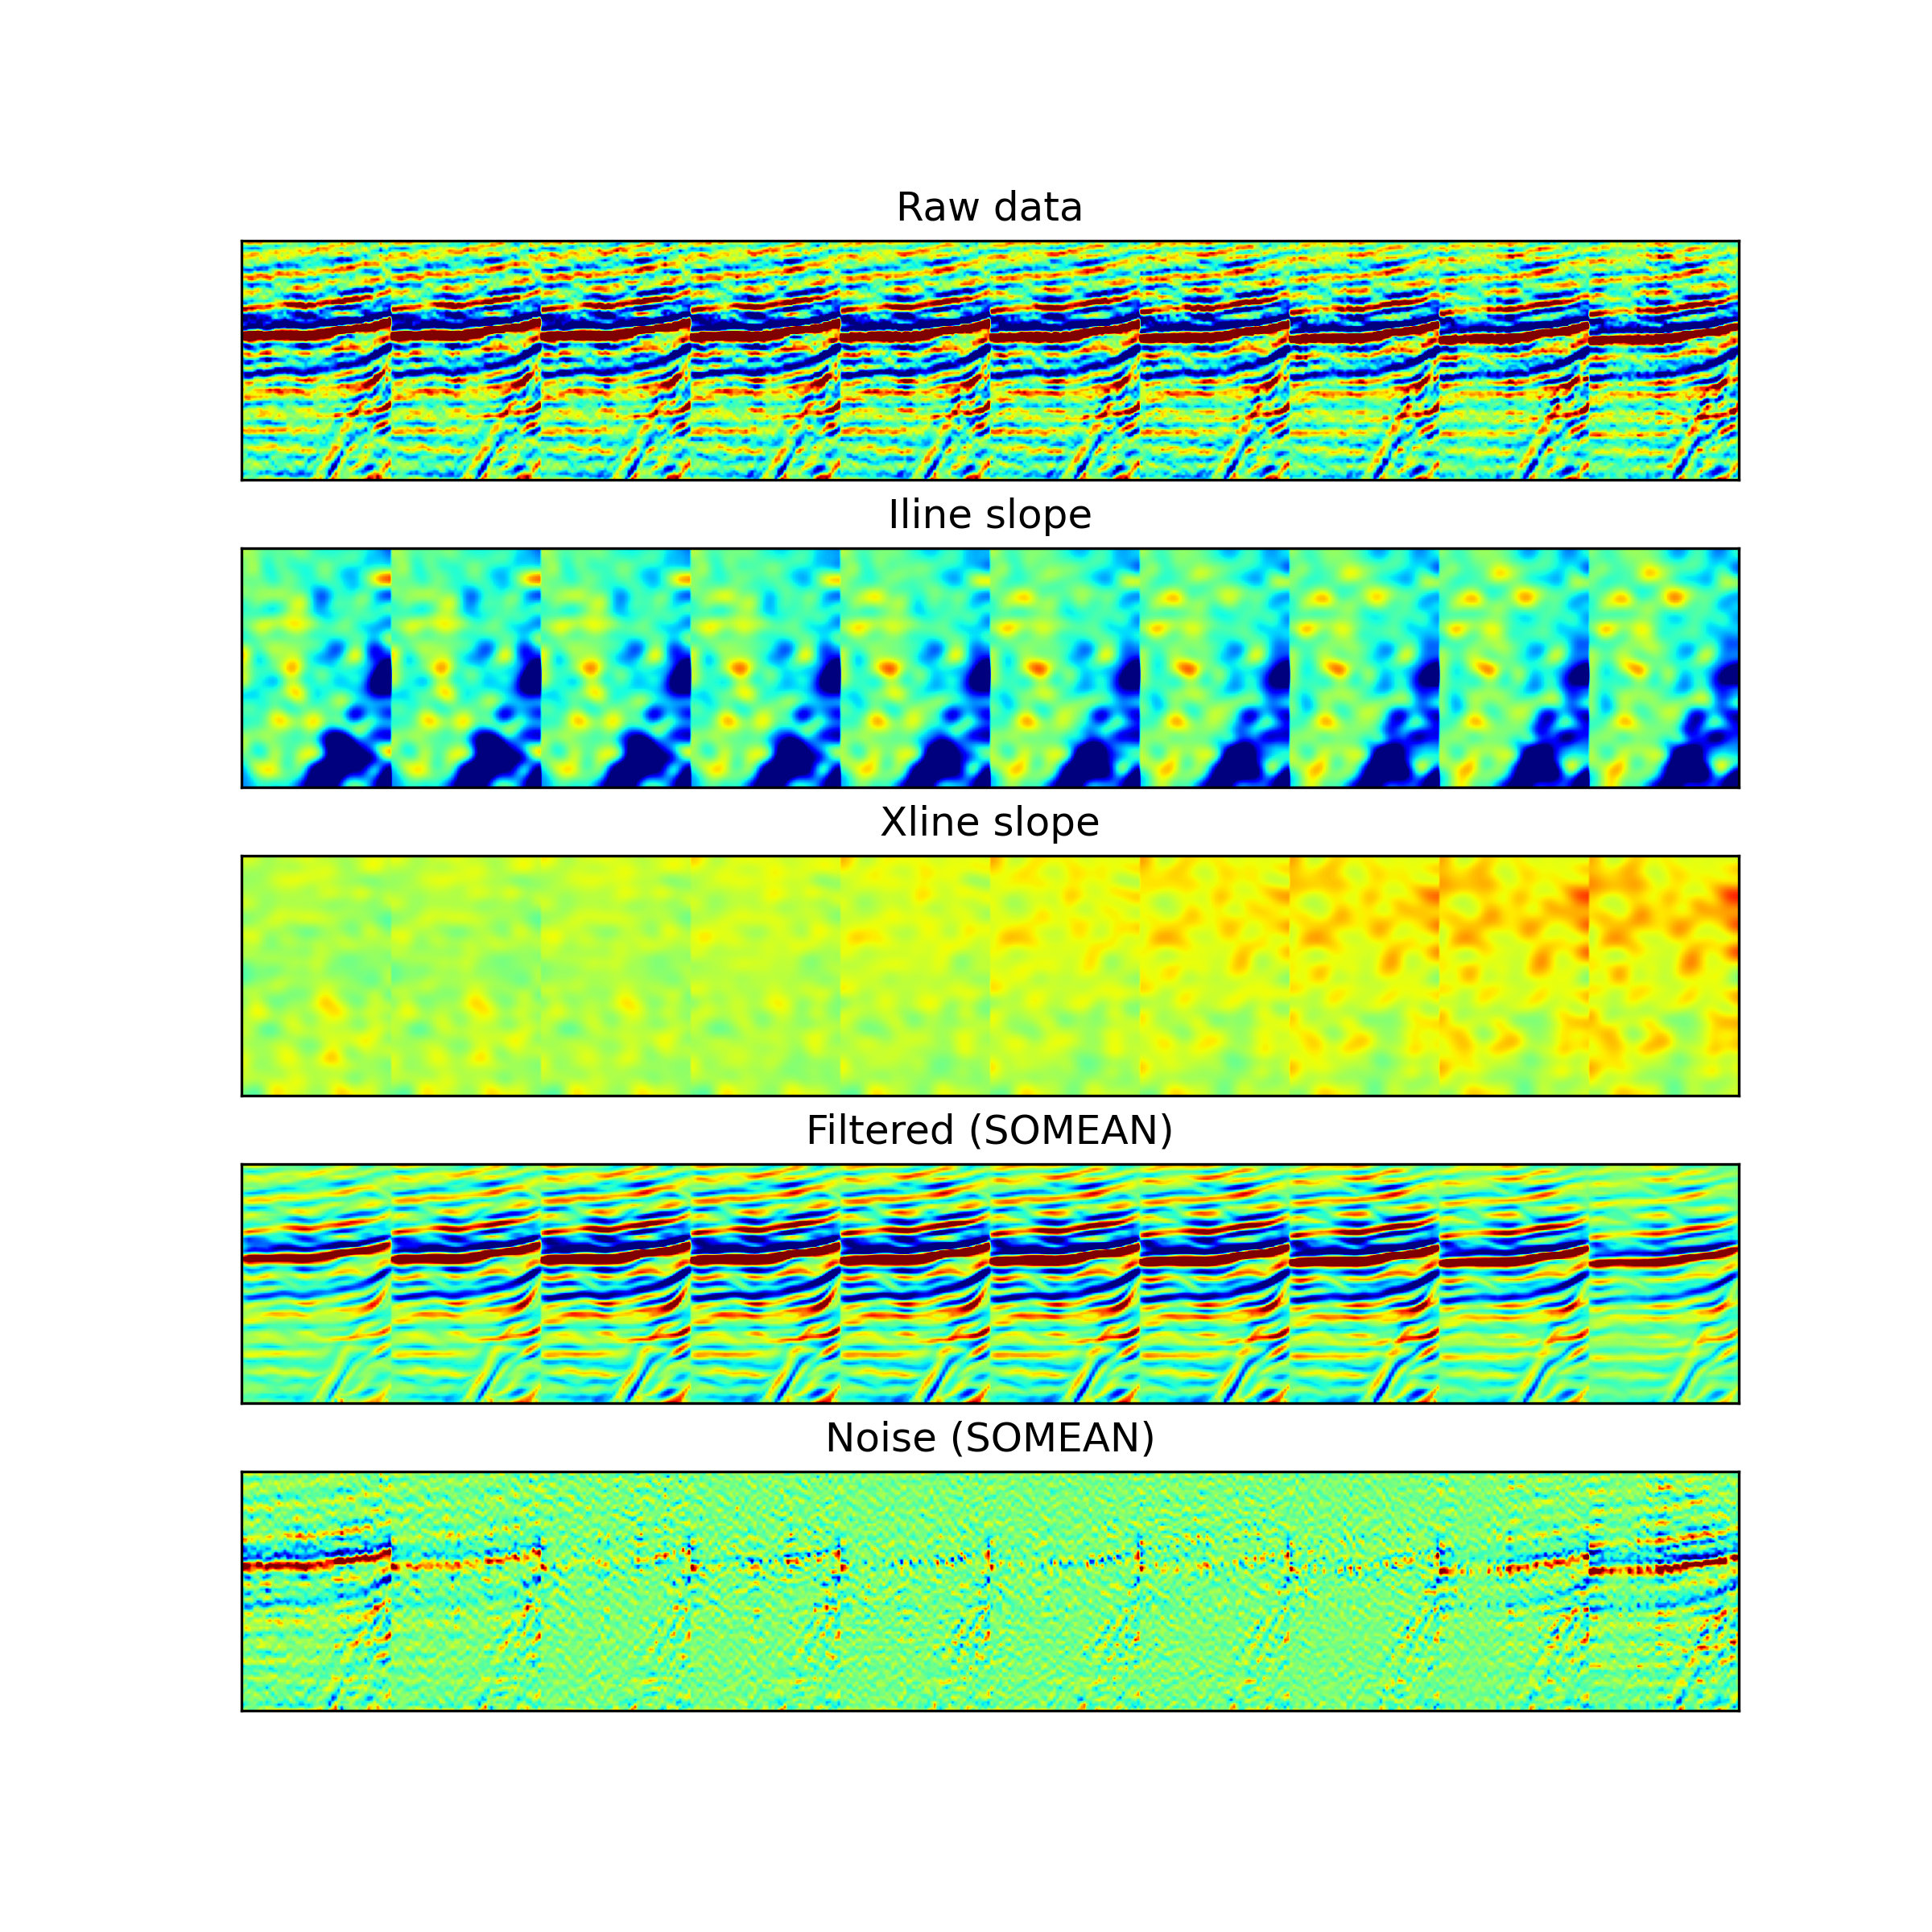 Raw data
Iline slope
Xline slope
Filtered (SOMEAN)
Noise (SOMEAN)